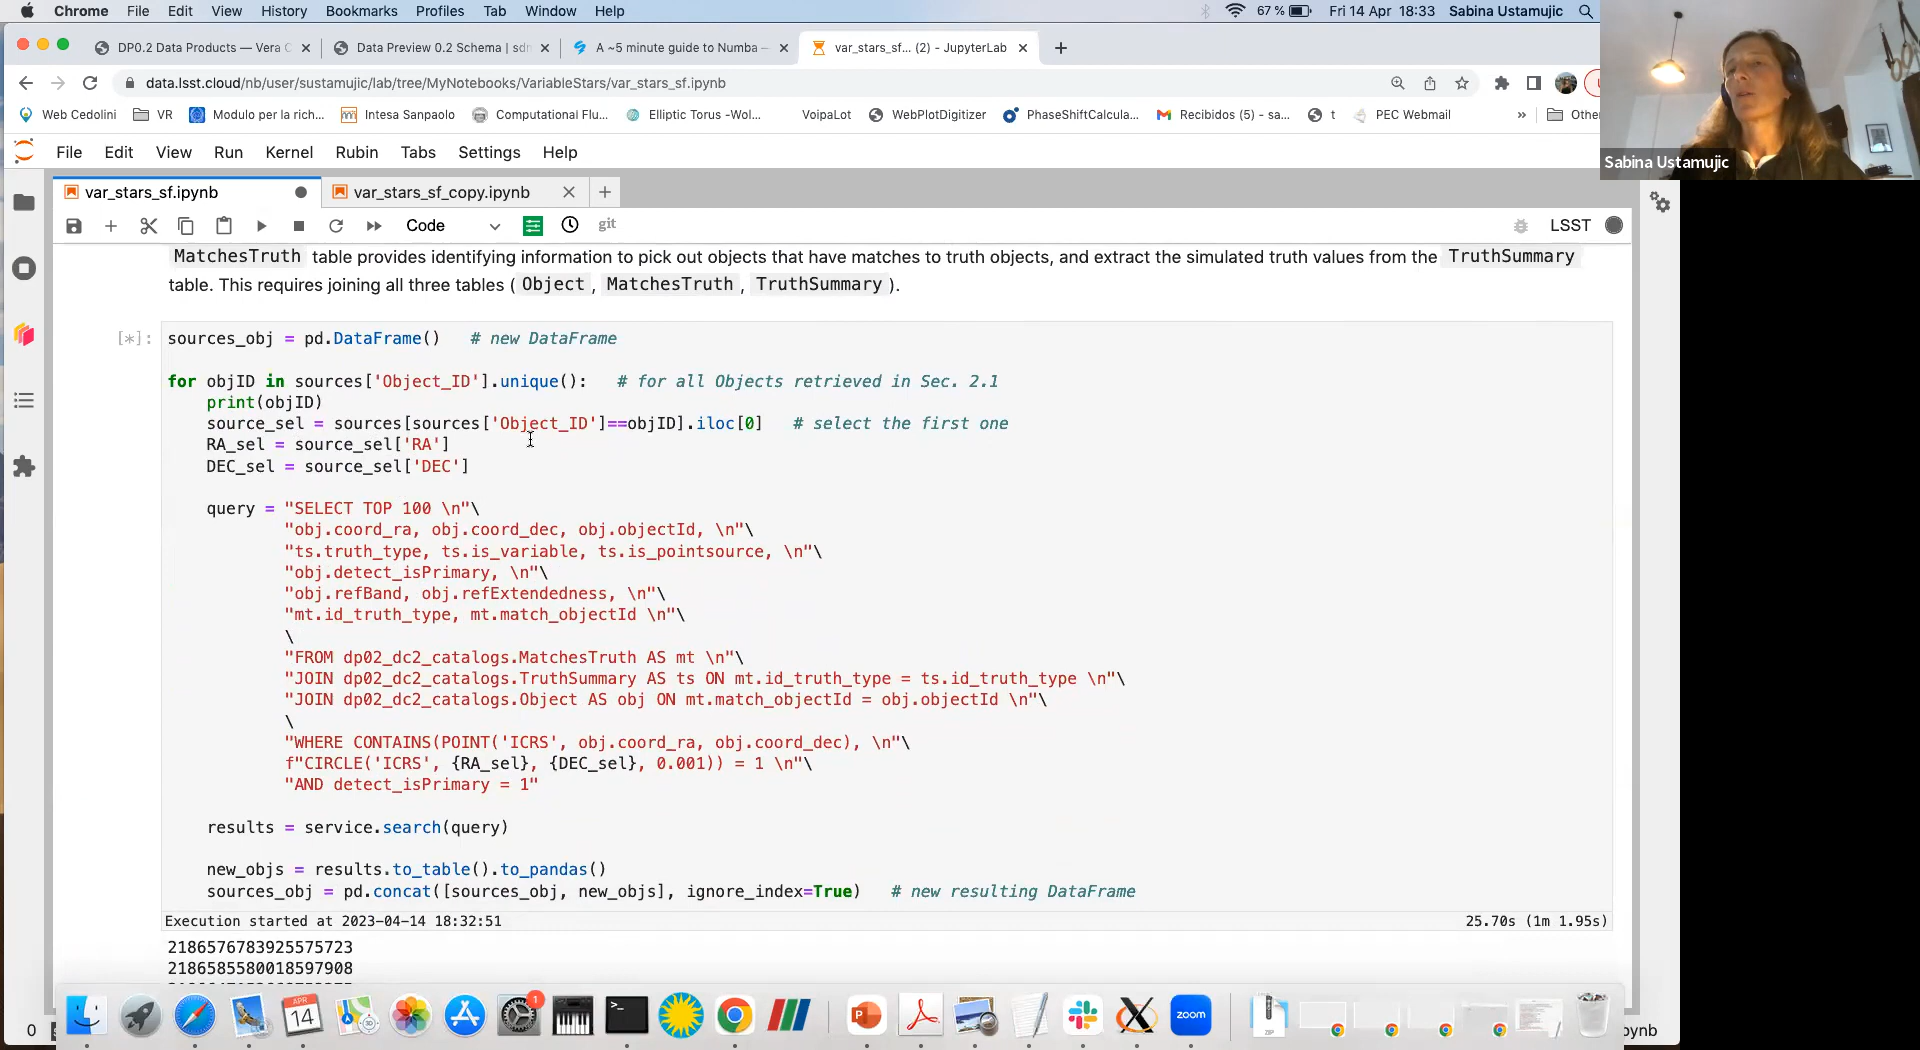 Chrome File Edit View History Bookmarks Profiles Tab Window Help 67 % Fri 14 Apr 18:33 Sabina Ustamujic
DP0.2 Data Products — Vera C Data Preview 0.2 Schema | sdm A ~5 minute guide to Numba — var_stars_sf... (2) - JupyterLab
data.lsst.cloud/nb/user/sustamujic/lab/tree/MyNotebooks/VariableStars/var_stars_sf.ipynb
Web Cedolini VR Modulo per la rich... Intesa Sanpaolo Computational Flu... Elliptic Torus -Wol... VoipaLot WebPlotDigitizer PhaseShiftCalcula... Recibidos (5) - sa... t PEC Webmail » Other
File Edit View Run Kernel Rubin Tabs Settings Help
Sabina Ustamujic
var_stars_sf.ipynb var_stars_sf_copy.ipynb
Code git LSST
MatchesTruth table provides identifying information to pick out objects that have matches to truth objects, and extract the simulated truth values from the TruthSummary
table. This requires joining all three tables ( Object , MatchesTruth , TruthSummary ).
[*]: sources_obj = pd.DataFrame() # new DataFrame
for objID in sources['Object_ID'].unique(): # for all Objects retrieved in Sec. 2.1
print(objID)
source_sel = sources[sources['Object_ID']==objID].iloc[0] # select the first one
RA_sel = source_sel['RA']
DEC_sel = source_sel['DEC']
query = "SELECT TOP 100 \n"\
"obj.coord_ra, obj.coord_dec, obj.objectId, \n"\
"ts.truth_type, ts.is_variable, ts.is_pointsource, \n"\
"obj.detect_isPrimary, \n"\
"obj.refBand, obj.refExtendedness, \n"\
"mt.id_truth_type, mt.match_objectId \n"\
\
"FROM dp02_dc2_catalogs.MatchesTruth AS mt \n"\
"JOIN dp02_dc2_catalogs.TruthSummary AS ts ON mt.id_truth_type = ts.id_truth_type \n"\
"JOIN dp02_dc2_catalogs.Object AS obj ON mt.match_objectId = obj.objectId \n"\
\
"WHERE CONTAINS(POINT('ICRS', obj.coord_ra, obj.coord_dec), \n"\
f"CIRCLE('ICRS', {RA_sel}, {DEC_sel}, 0.001)) = 1 \n"\
"AND detect_isPrimary = 1"
results = service.search(query)
new_objs = results.to_table().to_pandas()
sources_obj = pd.concat([sources_obj, new_objs], ignore_index=True) # new resulting DataFrame
Execution started at 2023-04-14 18:32:51 25.70s (1m 1.95s)
2186576783925575723
2186585580018597908
APR
14
1
zoom
ZIP
0 pynb